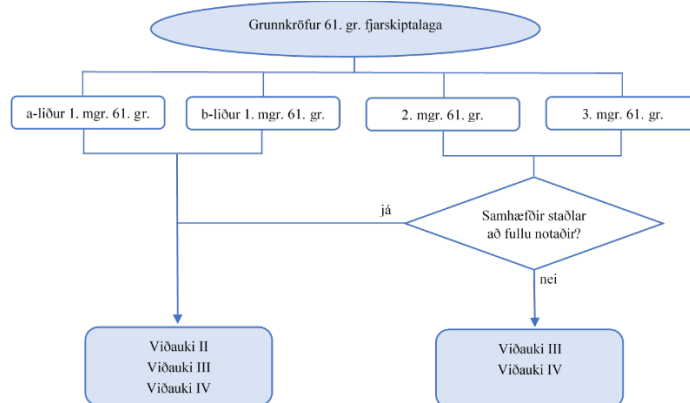 Grunnkröfur 61. gr. fjarskiptalaga
a-liður 1. mgr. 61. gr.
b-liður 1. mgr. 61. gr.
2. mgr. 61. gr.
3. mgr. 61. gr.
já
Samhæfðir staðlar
að fullu notaðir?
nei
Viðauki II
Viðauki III
Viðauki IV
Viðauki III
Viðauki IV